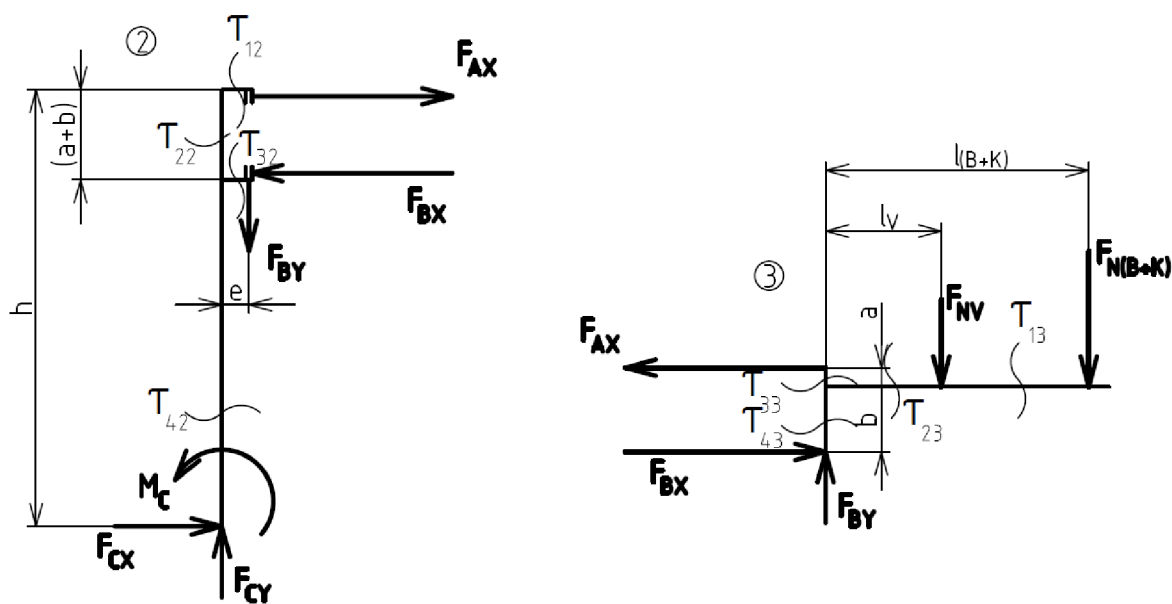 2
T12
FAX
(a+b)
T22
T32
FBX
FBY
e
h
T42
MC
FCX
FCY
3
l(B+K)
lv
FN(B+K)
FNV
a
T13
FAX
T33
b
T23
T43
FBX
FBY